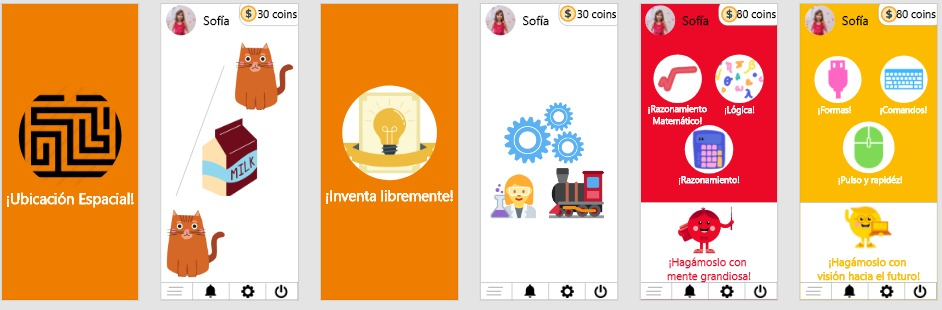 ¡Ubicación Espacial!
Sofía
$ 30 coins
MILK
¡Inventa libremente!
Sofía
$ 30 coins
Sofía
$ 80 coins
¡Razonamiento
Matemático!
¡Lógica!
¡Razonamiento!
¡Hagámoslo con
mente grandiosa!
Sofía
$ 80 coins
¡Formas!
¡Comandos!
¡Pulso y rapidéz!
¡Hagámoslo con
visión hacia el futuro!